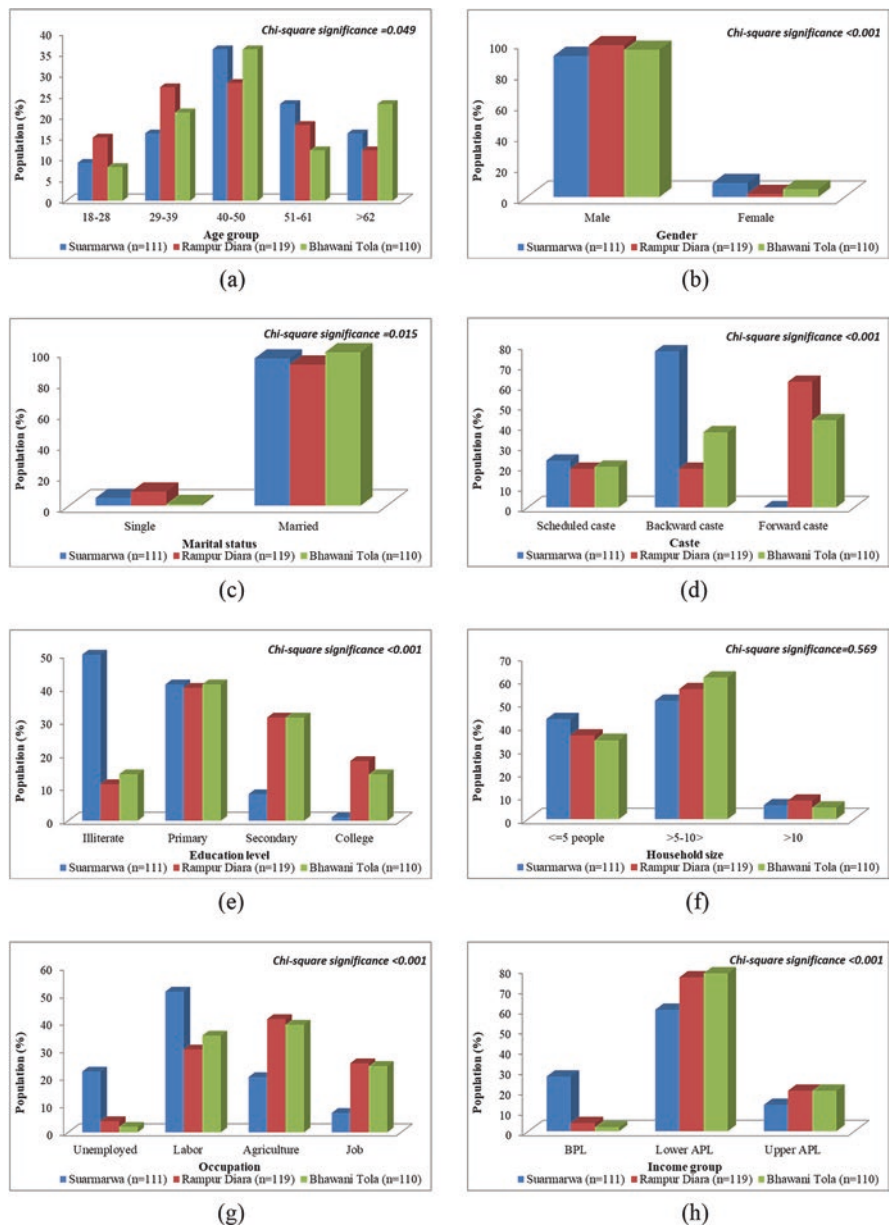 Chi-square significance =0.049
Population (%)
40
35
30
25
20
15
10
5
0
18-28 29-39 40-50 51-61 >62
Age group
Suarmarwa (n=111) Rampur Diara (n=119) Bhawani Tola (n=110)
(a)
Chi-square significance <0.001
Population (%)
100
80
60
40
20
0
Male Female
Gender
Suarmarwa (n=111) Rampur Diara (n=119) Bhawani Tola (n=110)
(b)
Chi-square significance =0.015
Population (%)
100
80
60
40
20
0
Single Married
Marital status
Suarmarwa (n=111) Rampur Diara (n=119) Bhawani Tola (n=110)
(c)
Chi-square significance <0.001
Population (%)
80
70
60
50
40
30
20
10
0
Scheduled caste Backward caste Forward caste
Caste
Suarmarwa (n=111) Rampur Diara (n=119) Bhawani Tola (n=110)
(d)
Chi-square significance <0.001
Population (%)
50
40
30
20
10
0
Illiterate Primary Secondary College
Education level
Suarmarwa (n=111) Rampur Diara (n=119) Bhawani Tola (n=110)
(e)
Chi-square significance=0.569
Population (%)
70
60
50
40
30
20
10
0
<=5 people >5-10> >10
Household size
Suarmarwa (n=111) Rampur Diara (n=119) Bhawani Tola (n=110)
(f)
Chi-square significance <0.001
Population (%)
60
50
40
30
20
10
0
Unemployed Labor Agriculture Job
Occupation
Suarmarwa (n=111) Rampur Diara (n=119) Bhawani Tola (n=110)
(g)
Chi-square significance <0.001
Population (%)
80
70
60
50
40
30
20
10
0
BPL Lower APL Upper APL
Income group
Suarmarwa (n=111) Rampur Diara (n=119) Bhawani Tola (n=110)
(h)